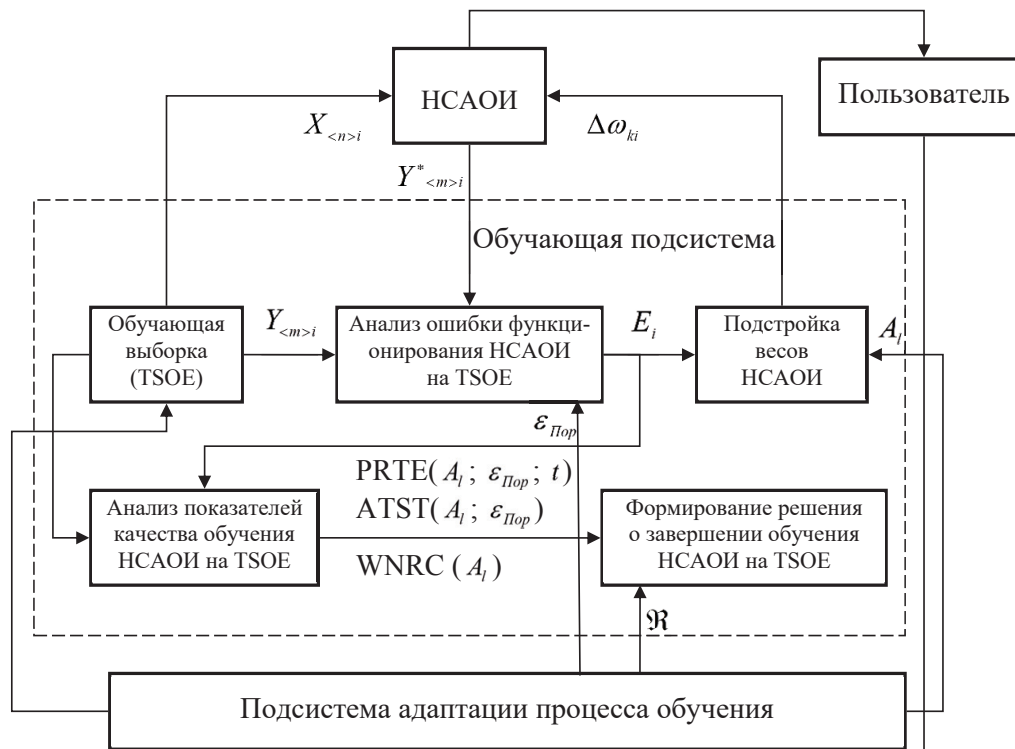 НСАОИ
Пользователь
X<n>i
Δω_ki
Y*<m>i
Обучающая подсистема
Обучающая
выборка
(TSOE)
Y<m>i
Анализ ошибки функци-
онирования НСАОИ
на TSOE
E_i
Подстройка
весов
НСАОИ
A_l
ε_Пор
PRTE( A_l ; ε_Пор ; t )
ATST( A_l ; ε_Пор )
WNRC ( A_l )
Анализ показателей
качества обучения
НСАОИ на TSOE
Формирование решения
о завершении обучения
НСАОИ на TSOE
ℜ
Подсистема адаптации процесса обучения